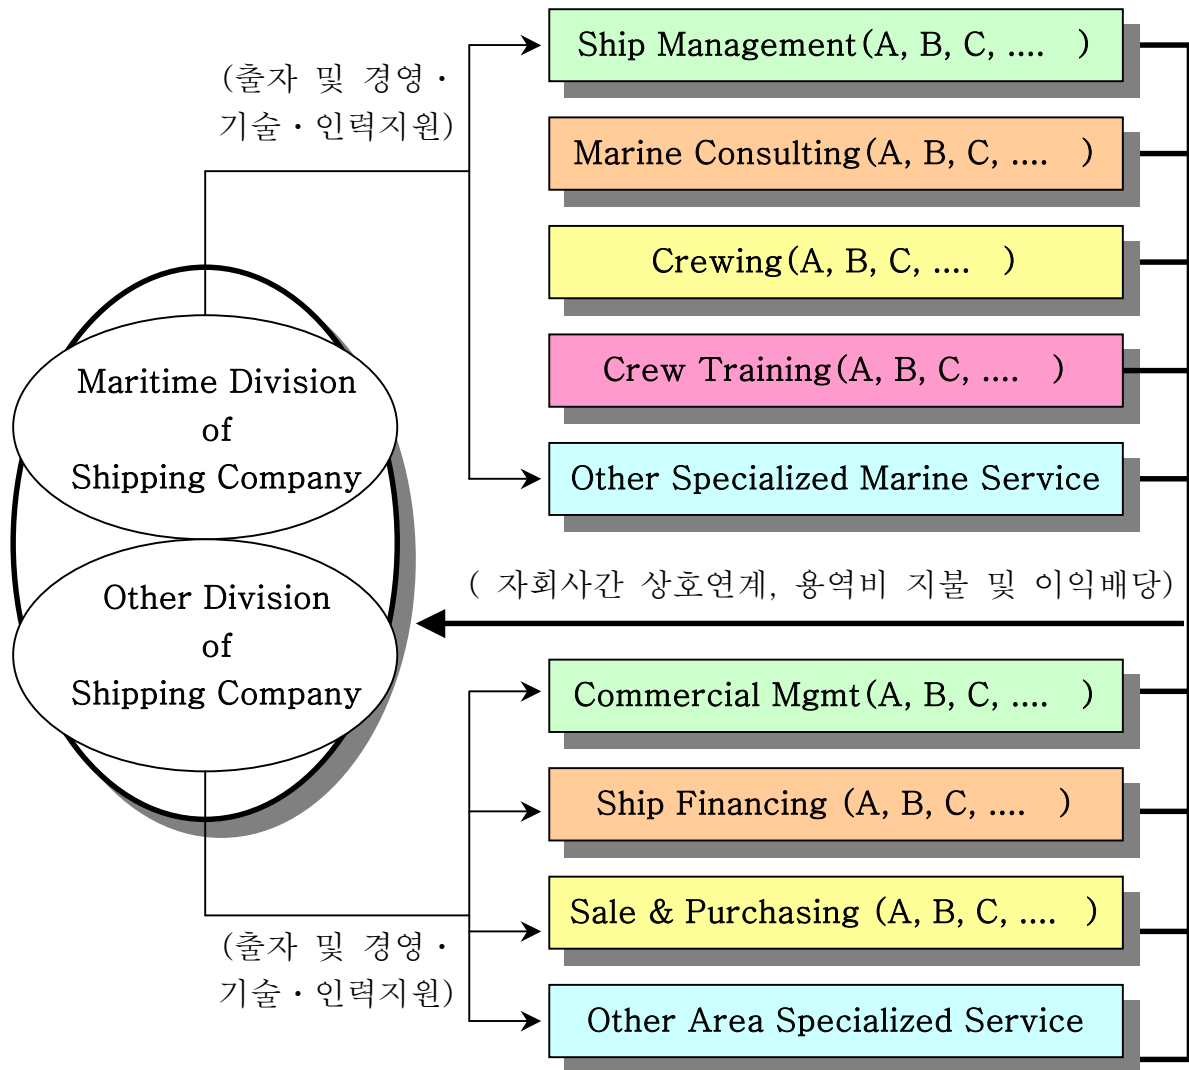 Ship Management(A, B, C, .... )
(출자 및 경영·
기술·인력지원)
Marine Consulting(A, B, C, .... )
Crewing(A, B, C, .... )
Crew Training(A, B, C, .... )
Maritime Division
of
Shipping Company
Other Specialized Marine Service
( 자회사간 상호연계, 용역비 지불 및 이익배당)
Other Division
of
Shipping Company
Commercial Mgmt(A, B, C, .... )
Ship Financing (A, B, C, .... )
Sale & Purchasing (A, B, C, .... )
(출자 및 경영·
기술·인력지원)
Other Area Specialized Service